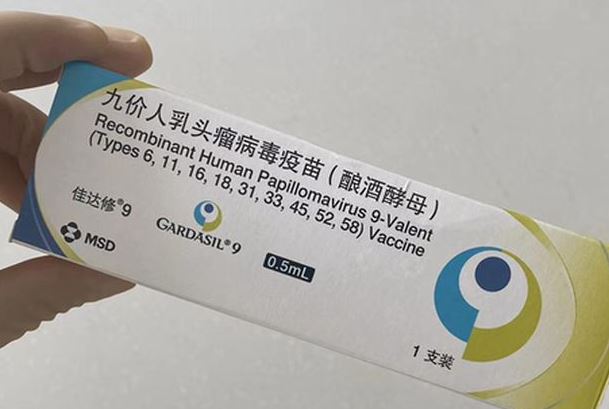 九价人乳头瘤病毒疫苗（酿酒酵母）
Recombinant Human Papillomavirus 9-Valent
(Types 6, 11, 16, 18, 31, 33, 45, 52, 58) Vaccine
佳达修®9
GARDASIL®9
MSD
0.5mL
1 支装